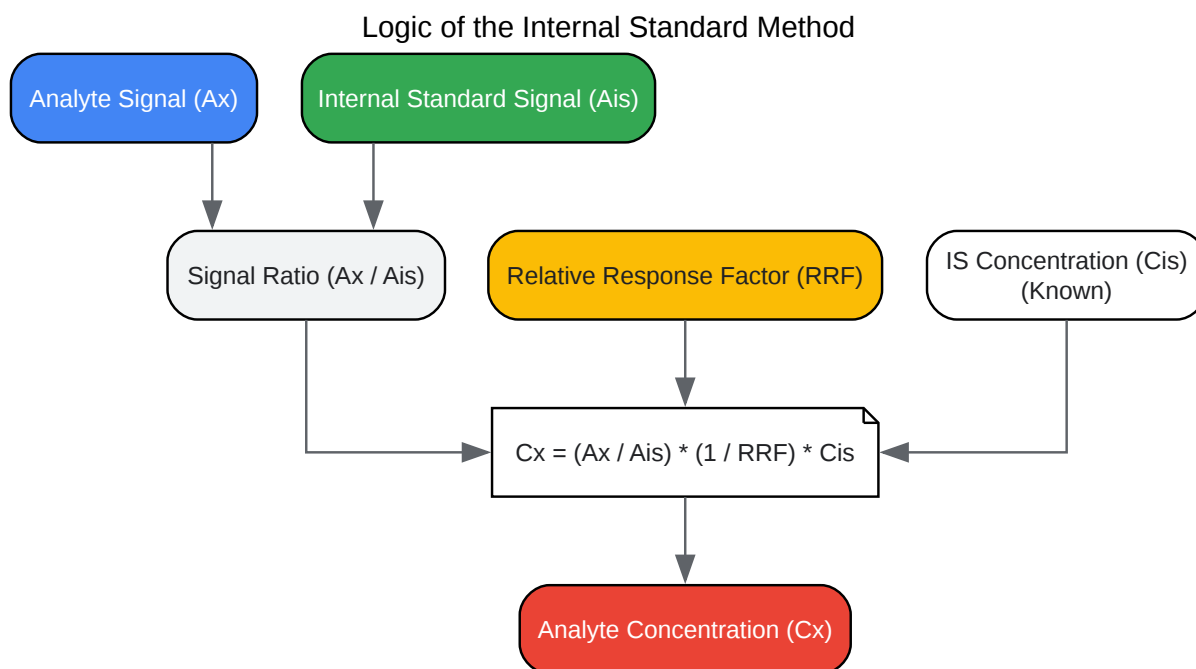 Logic of the Internal Standard Method
Analyte Signal (Ax)
Internal Standard Signal (Ais)
Signal Ratio (Ax / Ais)
Relative Response Factor (RRF)
IS Concentration (Cis)
(Known)
Cx = (Ax / Ais) * (1 / RRF) * Cis
Analyte Concentration (Cx)